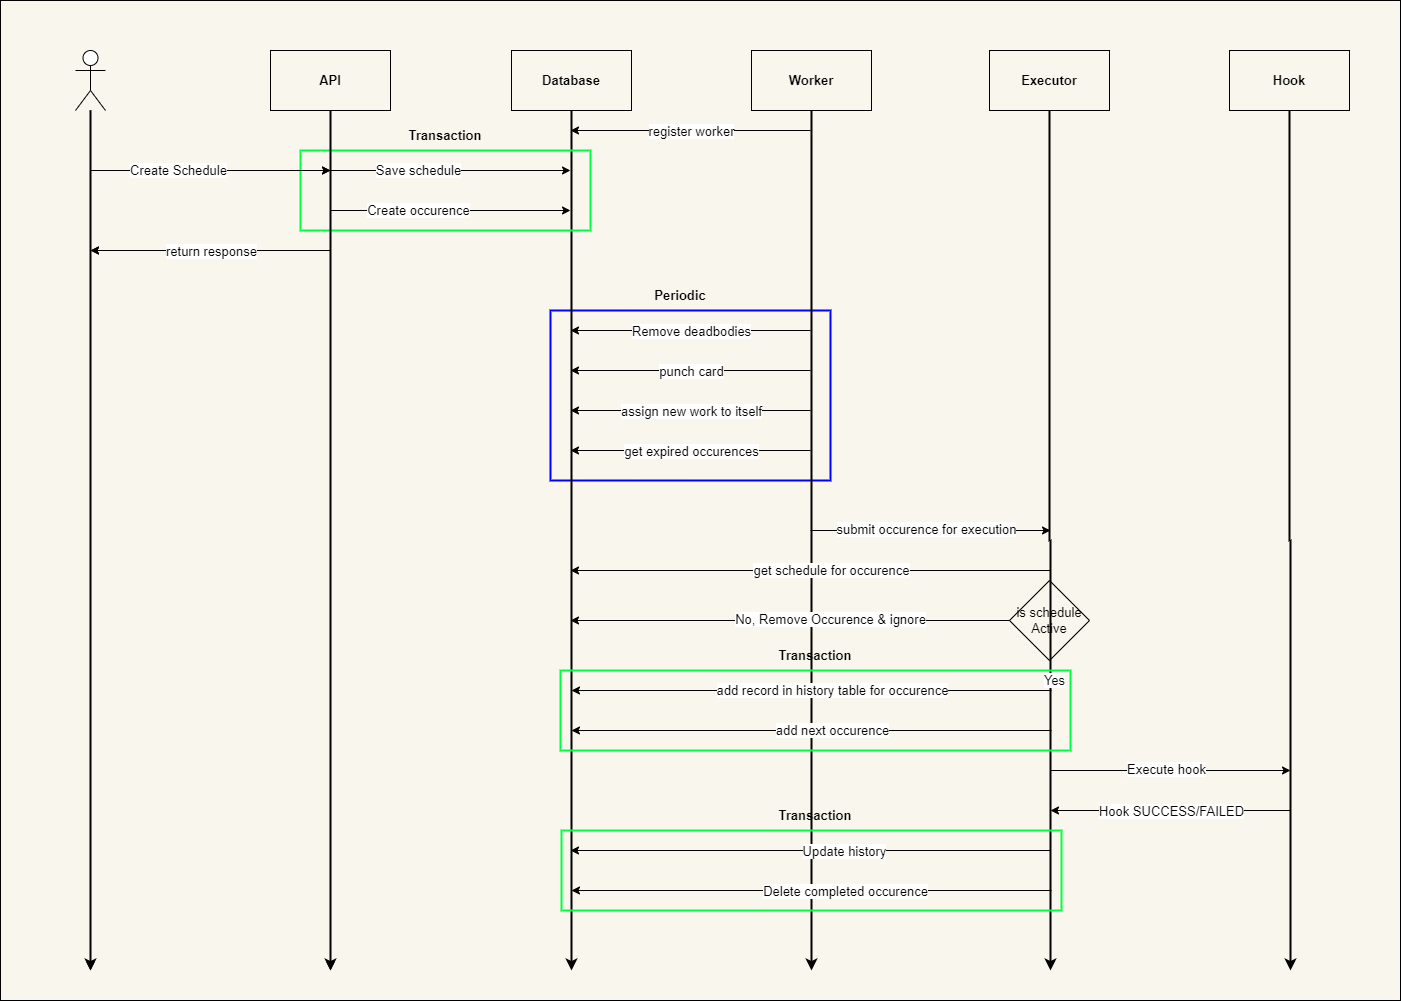 API
Database
Worker
Executor
Hook
Transaction
register worker
Create Schedule
Save schedule
Create occurence
return response
Periodic
Remove deadbodies
punch card
assign new work to itself
get expired occurences
submit occurence for execution
get schedule for occurence
is schedule
Active
No, Remove Occurence & ignore
Transaction
Yes
add record in history table for occurence
add next occurence
Execute hook
Hook SUCCESS/FAILED
Transaction
Update history
Delete completed occurence